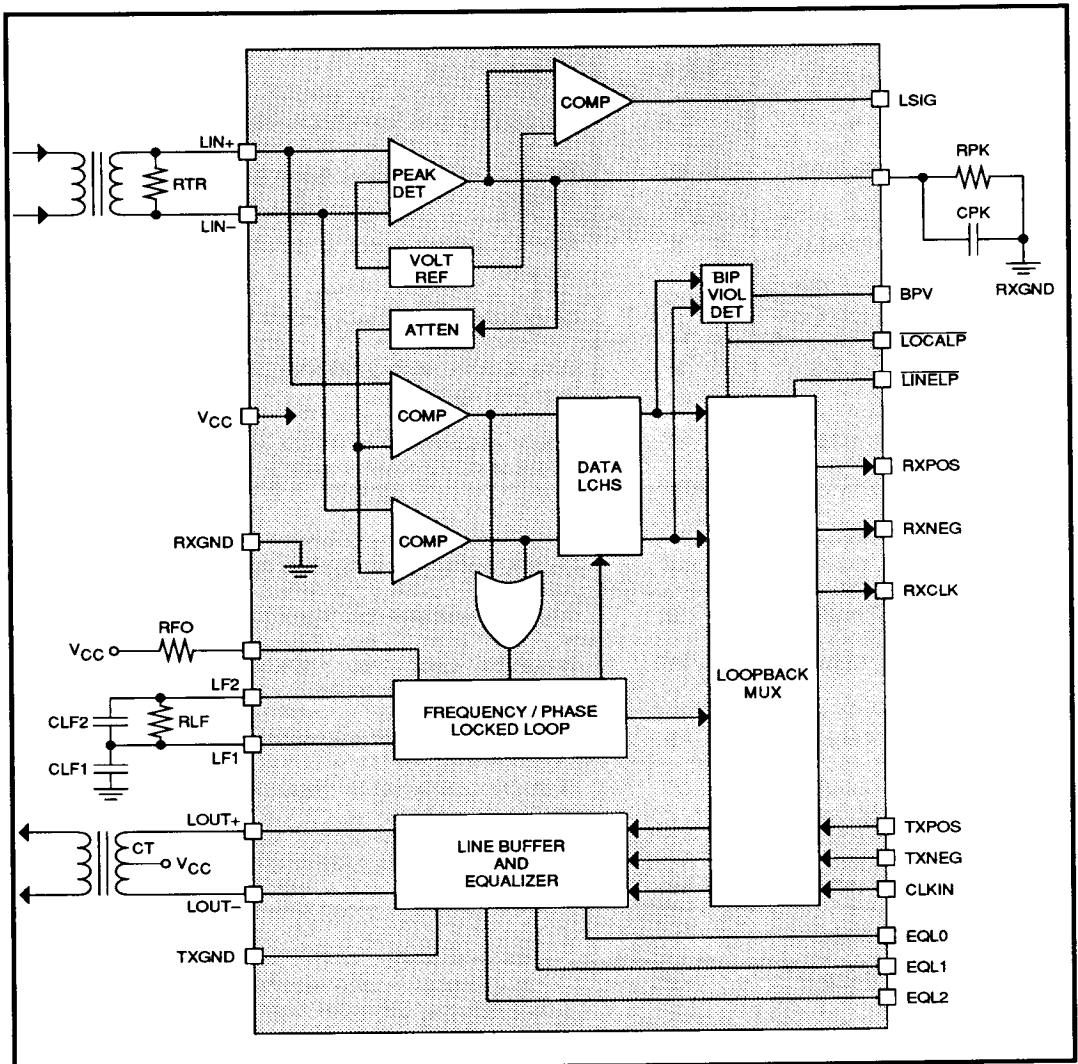 COMP
LSIG
LIN+
RTR
LIN−
PEAK
DET
RPK
CPK
RXGND
VOLT
REF
ATTEN
BIP
VIOL
DET
BPV
LOCALP
LINELP
VCC
COMP
DATA
LCHS
RXPOS
RXNEG
RXCLK
RXGND
COMP
RFO
VCC
LF2
CLF2
RLF
LF1
CLF1
FREQUENCY / PHASE
LOCKED LOOP
LOOPBACK
MUX
LOUT+
CT
VCC
LOUT−
LINE BUFFER
AND
EQUALIZER
TXPOS
TXNEG
CLKIN
TXGND
EQL0
EQL1
EQL2